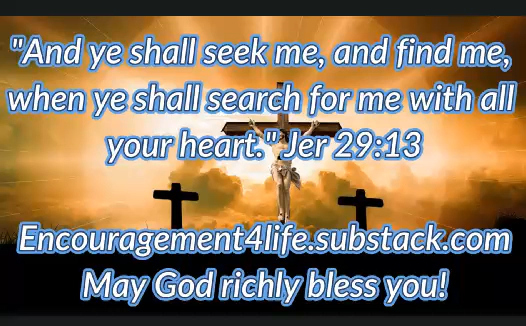 "And ye shall seek me, and find me,
when ye shall search for me with all
your heart." Jer 29:13
Encouragement4life.substack.com
May God richly bless you!